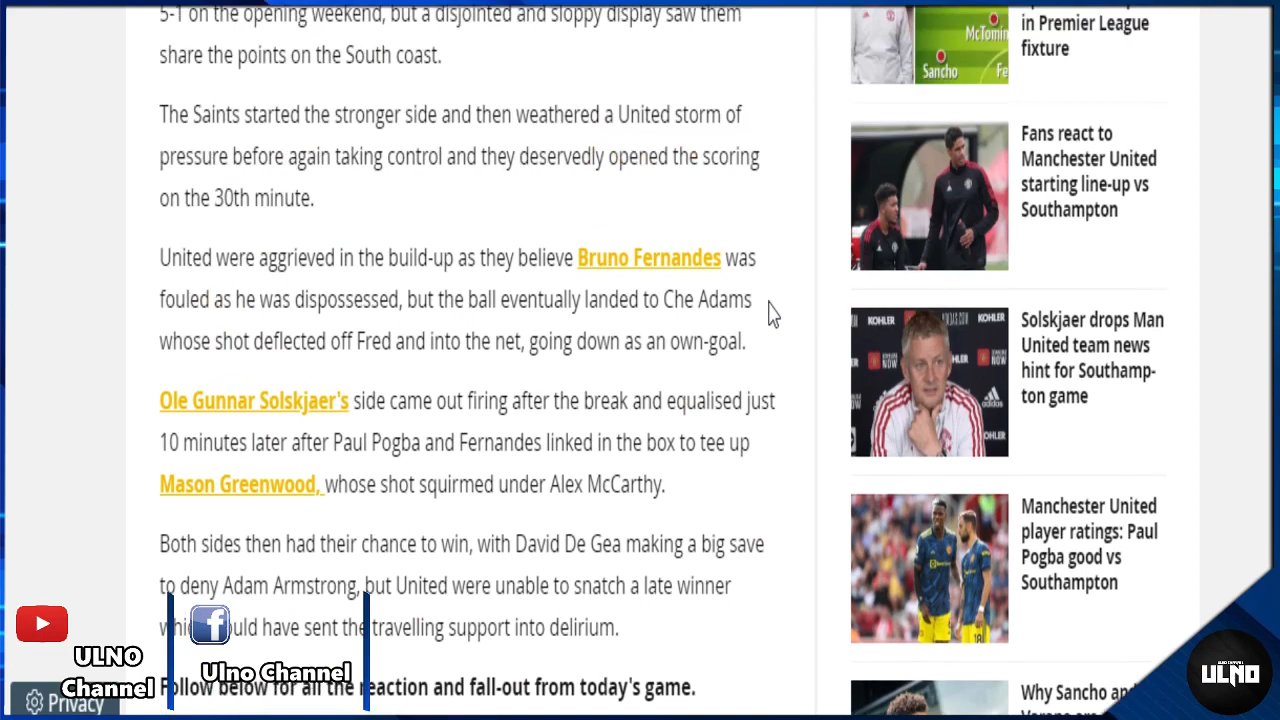 5-1 on the opening weekend, but a disjointed and sloppy display saw them
share the points on the South coast.
The Saints started the stronger side and then weathered a United storm of
pressure before again taking control and they deservedly opened the scoring
on the 30th minute.
United were aggrieved in the build-up as they believe Bruno Fernandes was
fouled as he was dispossessed, but the ball eventually landed to Che Adams
whose shot deflected off Fred and into the net, going down as an own-goal.
Ole Gunnar Solskjaer's side came out firing after the break and equalised just
10 minutes later after Paul Pogba and Fernandes linked in the box to tee up
Mason Greenwood, whose shot squirmed under Alex McCarthy.
Both sides then had their chance to win, with David De Gea making a big save
to deny Adam Armstrong, but United were unable to snatch a late winner
have sent the travelling support into delirium.
Follow below for all the reaction and fall-out from today's game.
Privacy
McTomin
Sancho
Fe
in Premier League
fixture
Fans react to
Manchester United
starting line-up vs
Southampton
KOHLER
KOHLER
adidas
OHLER
Solskjaer drops Man
United team news
hint for Southamp-
ton game
18
Manchester United
player ratings: Paul
Pogba good vs
Southampton
Why Sancho an
ULNO
Channel
Ulno Channel
ULNO